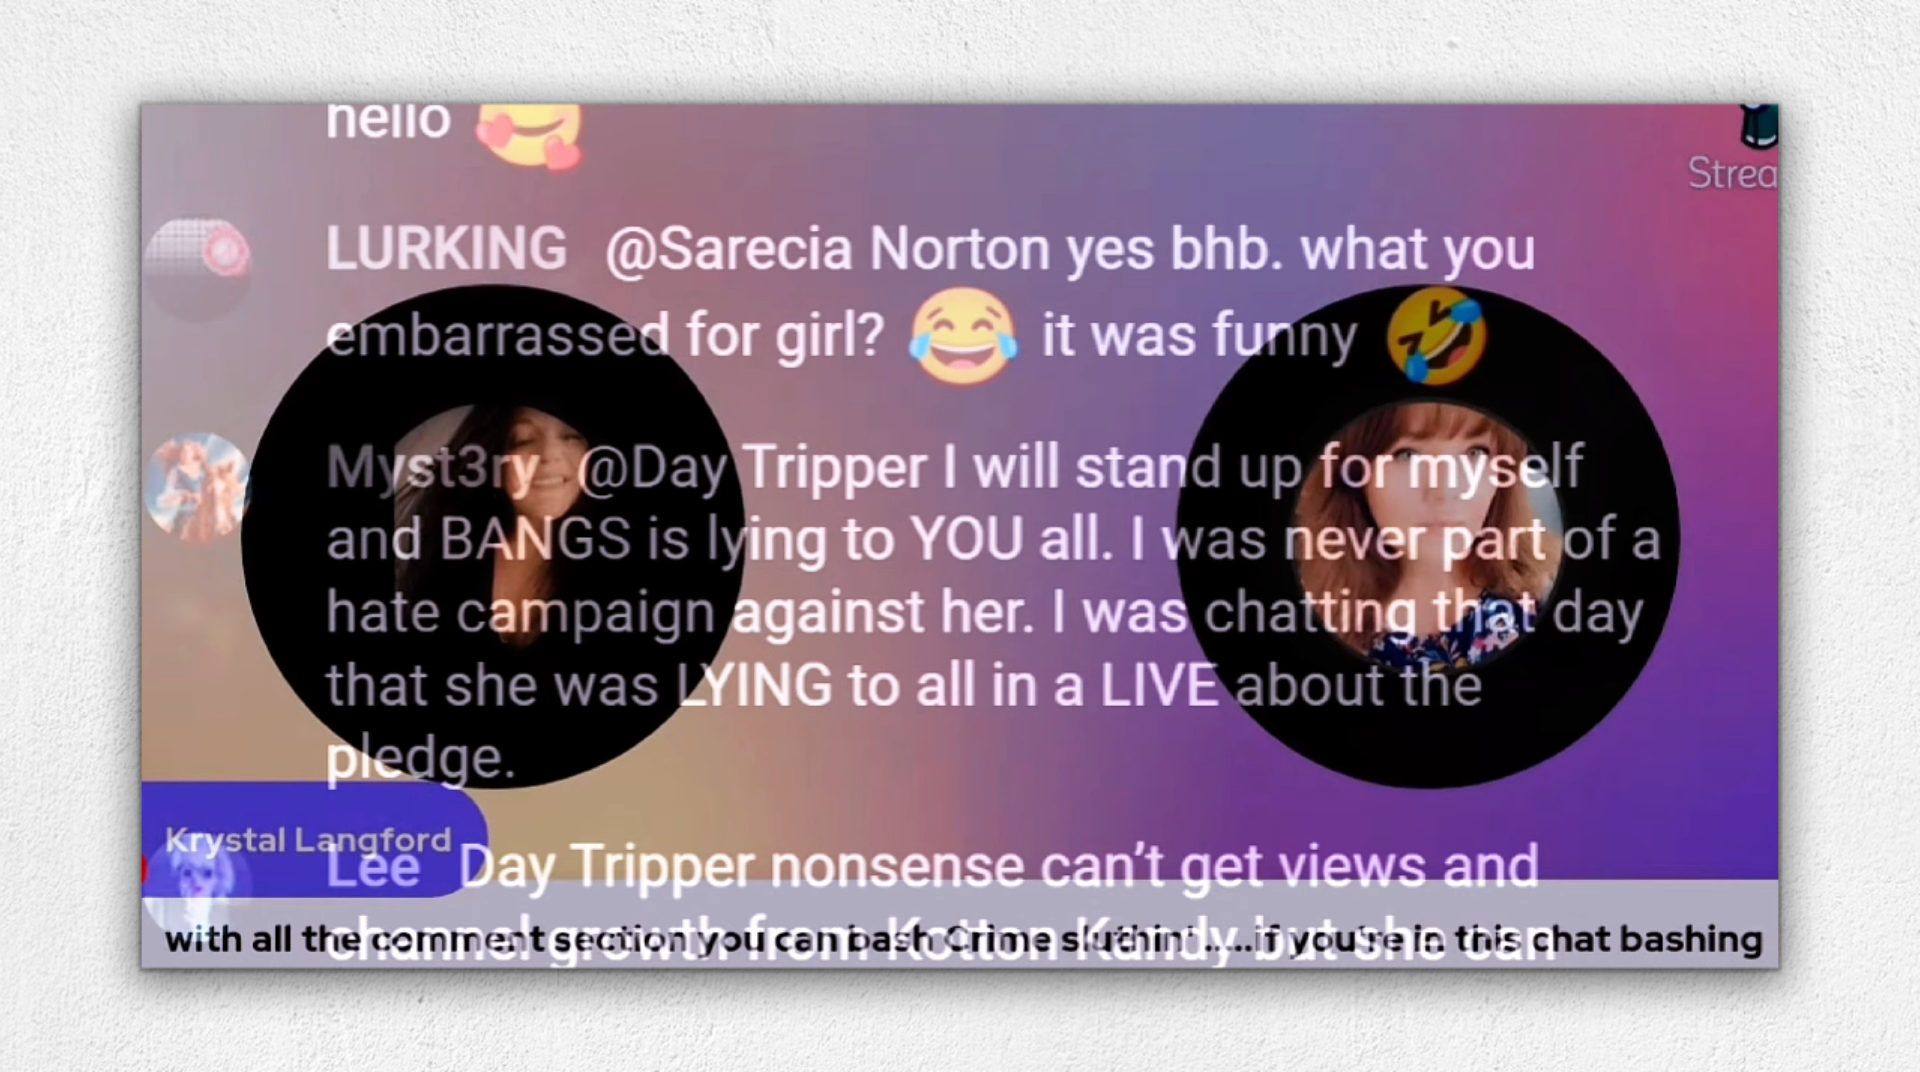 hello
Strea
LURKING @Sarecia Norton yes bhb. what you
embarrassed for girl? 😂 it was funny 🤣
Myst3ry @Day Tripper I will stand up for myself
and BANGS is lying to YOU all. I was never part of a
hate campaign against her. I was chatting that day
that she was LYING to all in a LIVE about the
pledge.
Krystal Langford
Lee Day Tripper nonsense can't get views and
channel growth from Kotton Kandy but she can
with all the comment section you can bash Crime sluthin'.....if you're in this chat bashing